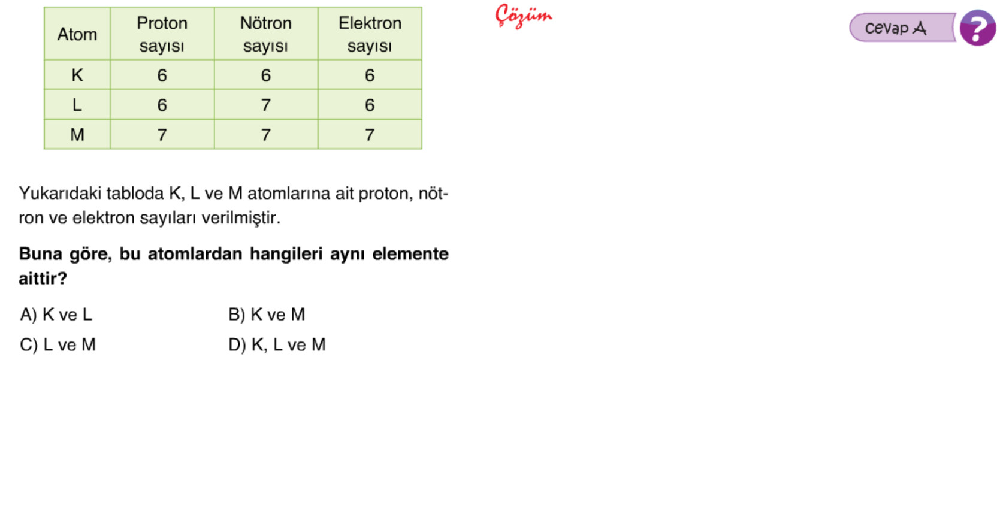 Atom Proton sayısı Nötron sayısı Elektron sayısı
K 6 6 6
L 6 7 6
M 7 7 7
Yukarıdaki tabloda K, L ve M atomlarına ait proton, nöt-
ron ve elektron sayıları verilmiştir.
Buna göre, bu atomlardan hangileri aynı elemente
aittir?
A) K ve L B) K ve M
C) L ve M D) K, L ve M
Çözüm
Cevap A ?